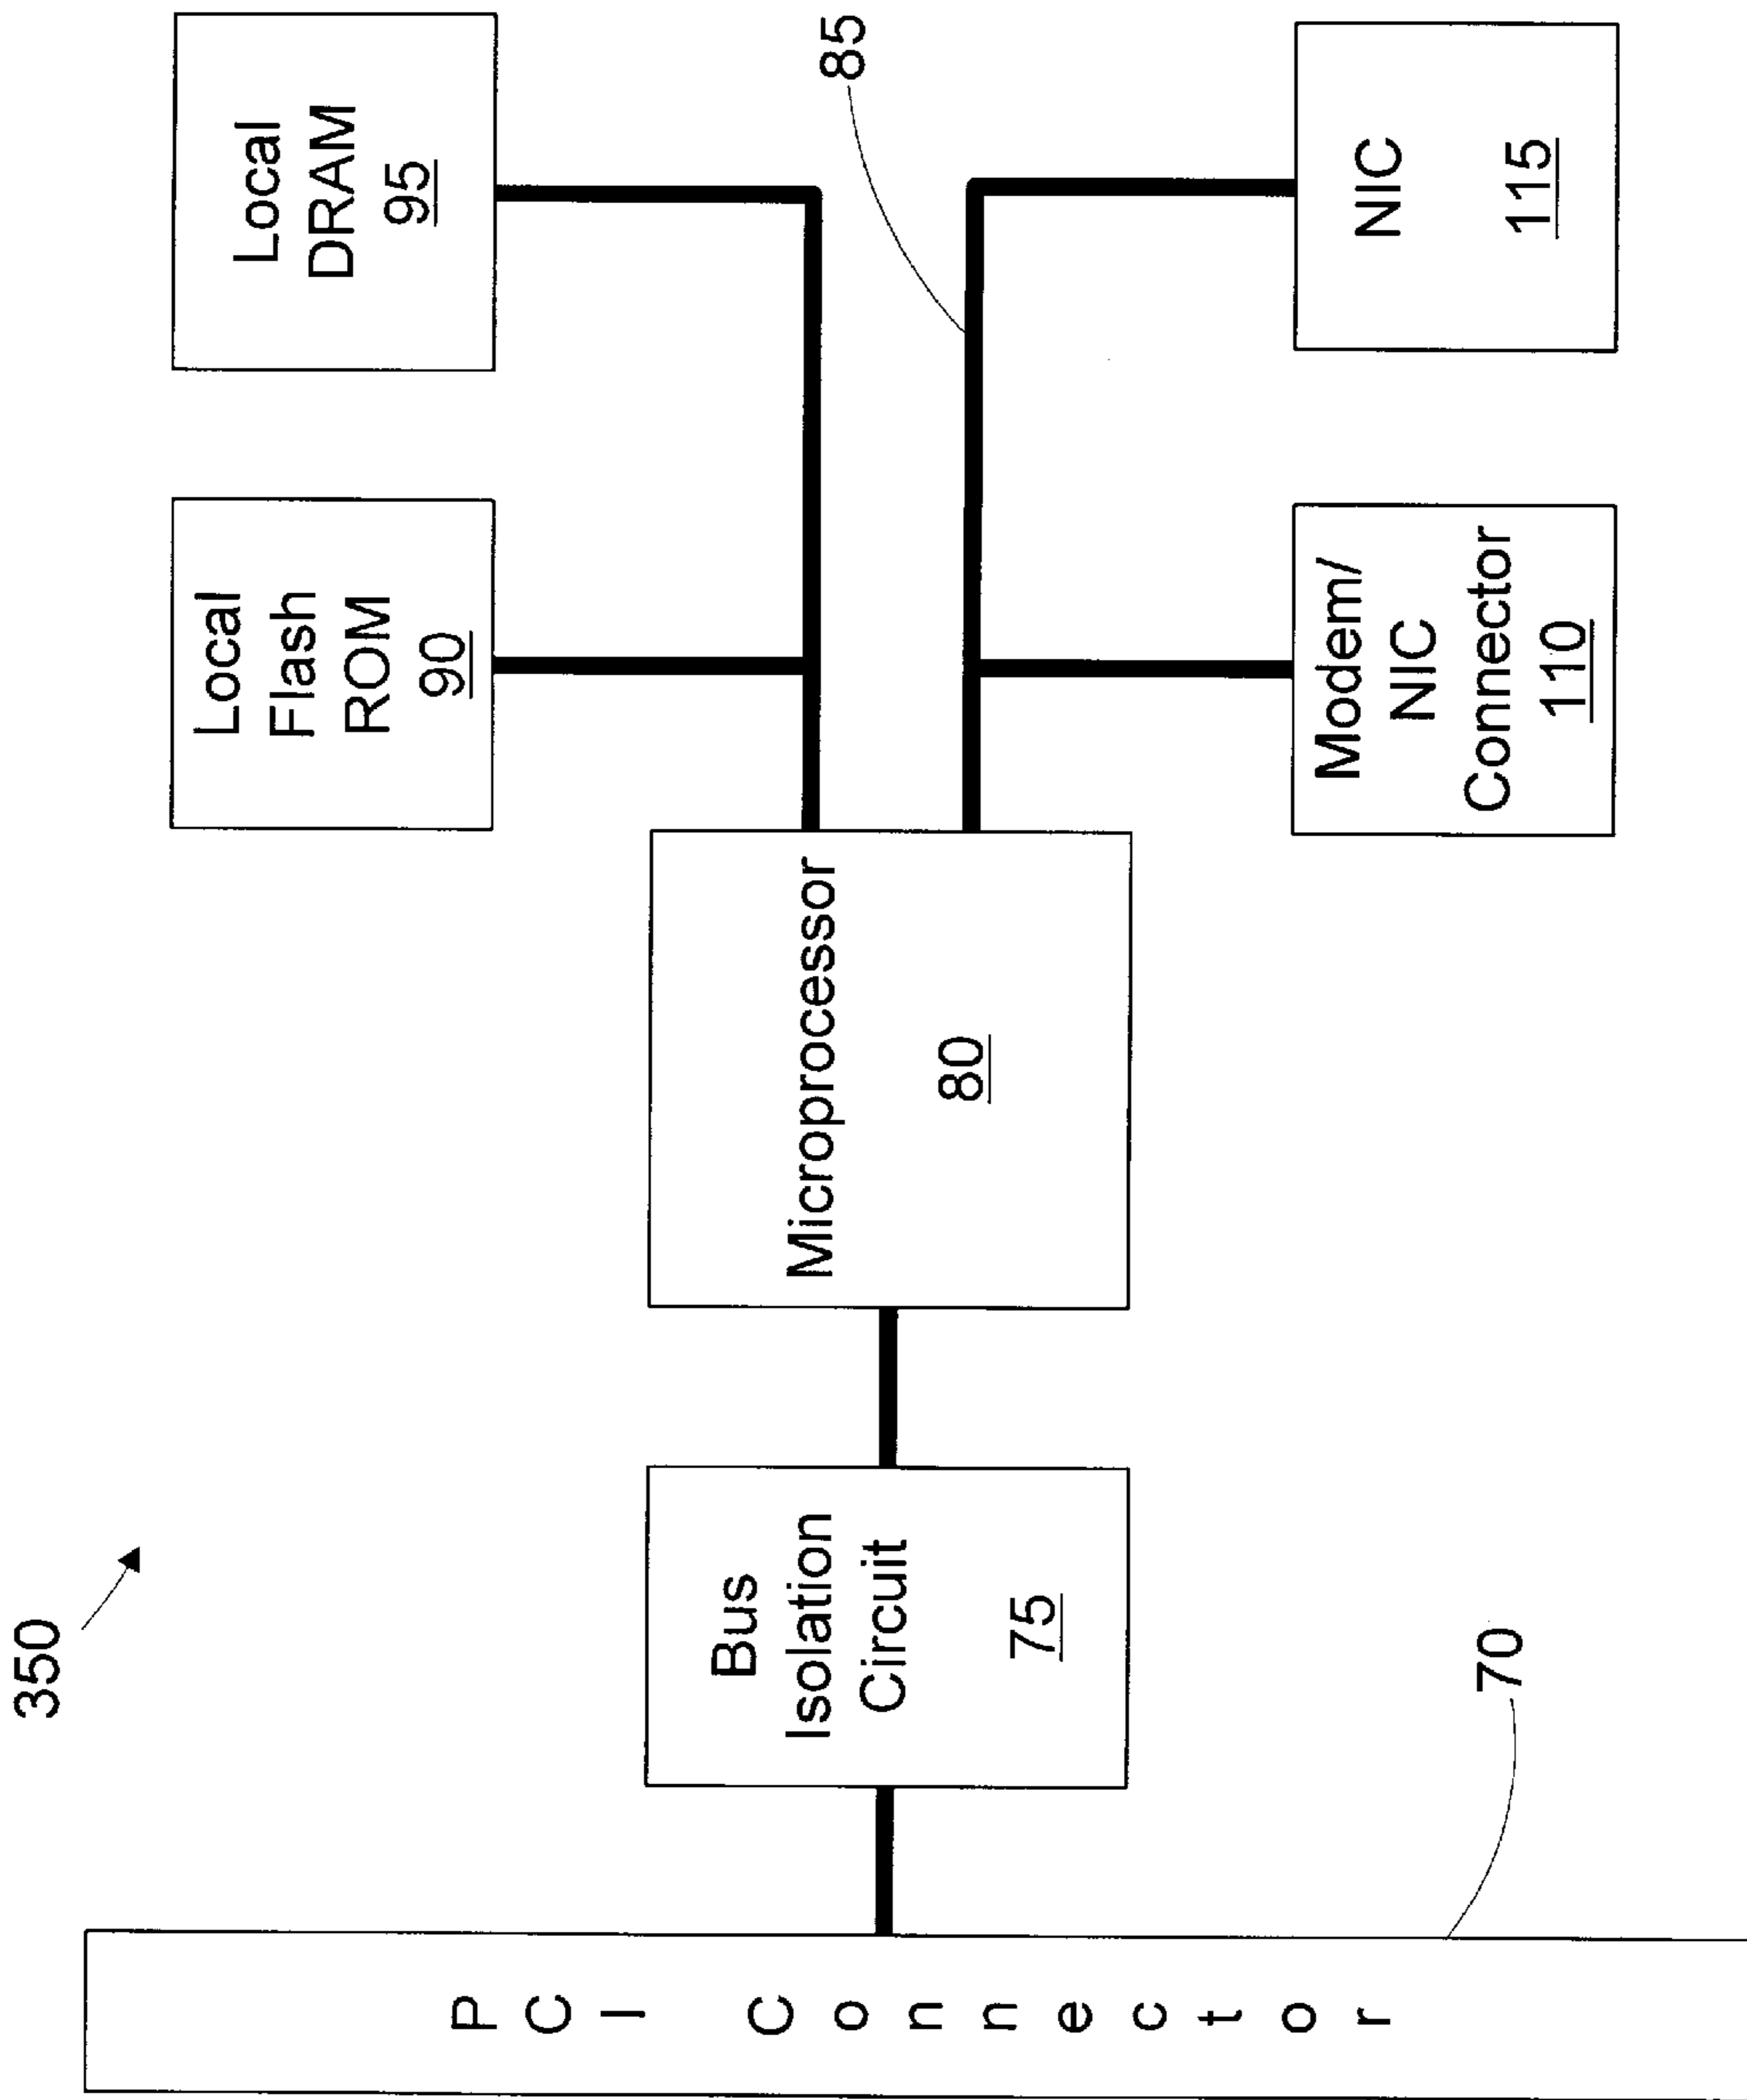 350
PCI Connector
70
Bus
Isolation
Circuit
75
Microprocessor
80
Local
Flash
ROM
90
Local
DRAM
95
85
Modem/
NIC
Connector
110
NIC
115